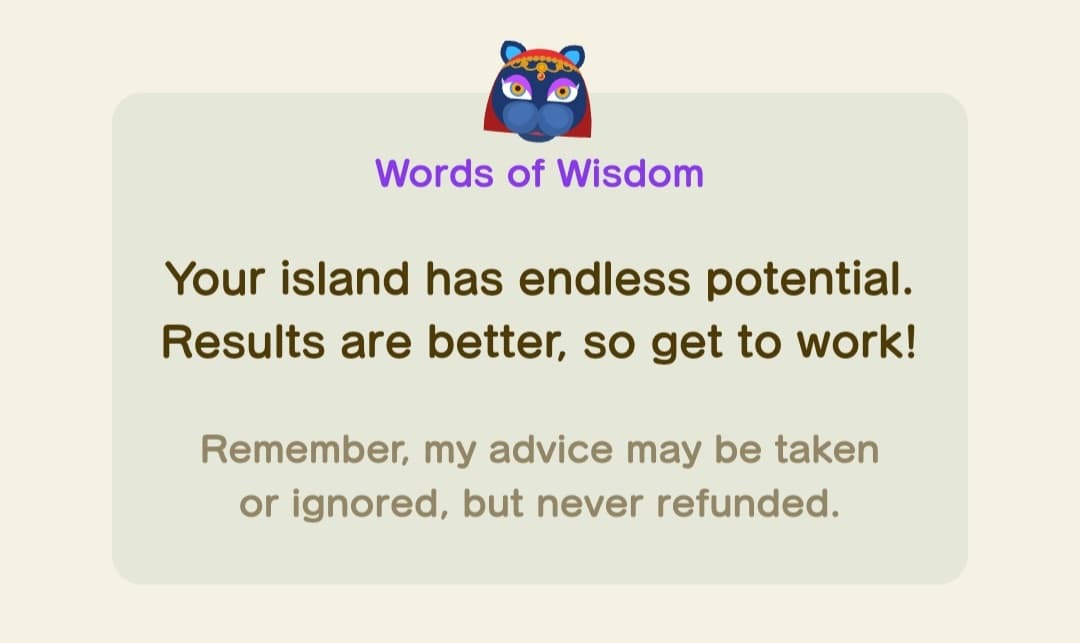 Words of Wisdom
Your island has endless potential.
Results are better, so get to work!
Remember, my advice may be taken
or ignored, but never refunded.